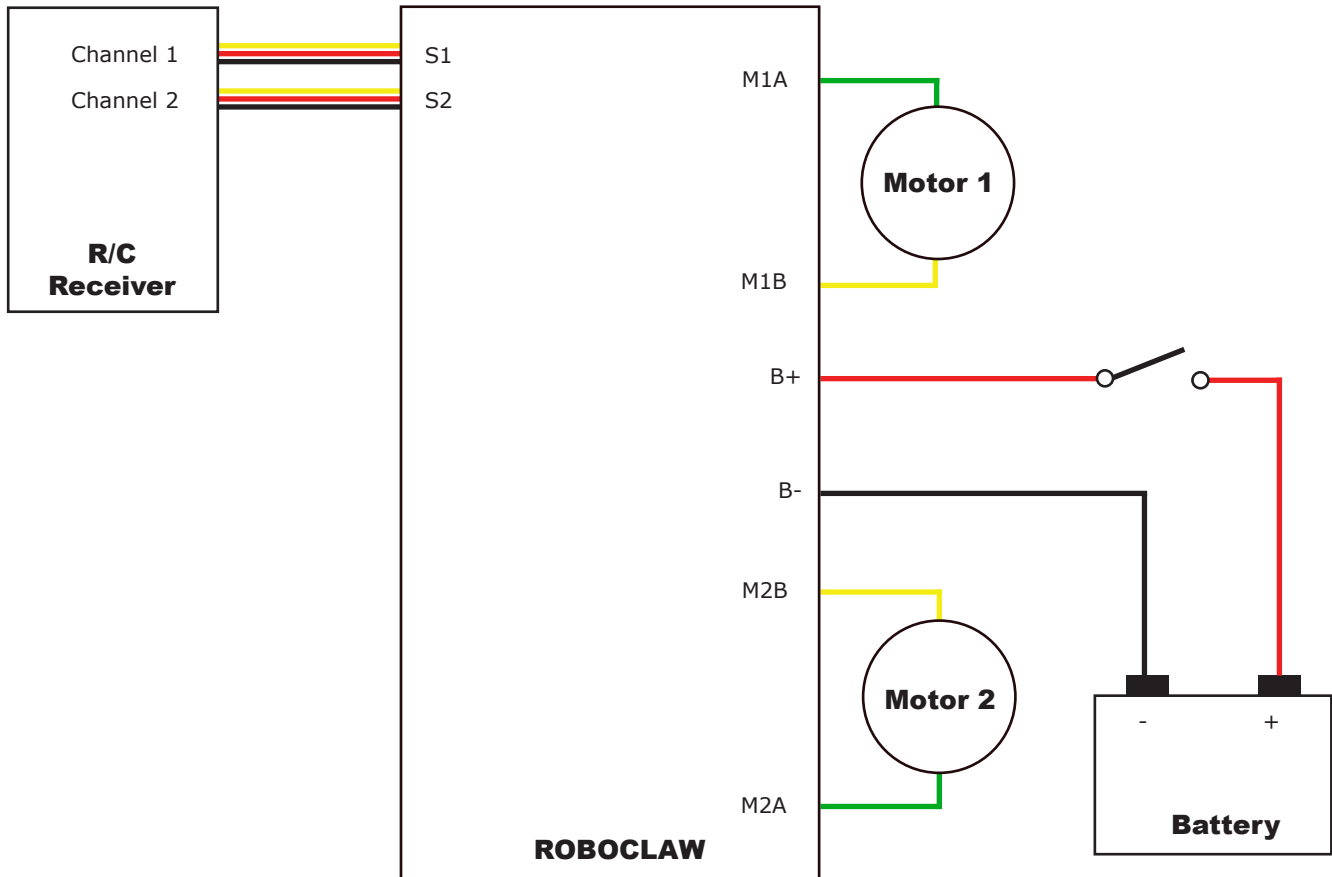 Channel 1
Channel 2
R/C
Receiver
S1
S2
M1A
M1B
B+
B-
M2B
M2A
ROBOCLAW
Motor 1
Motor 2
- +
Battery